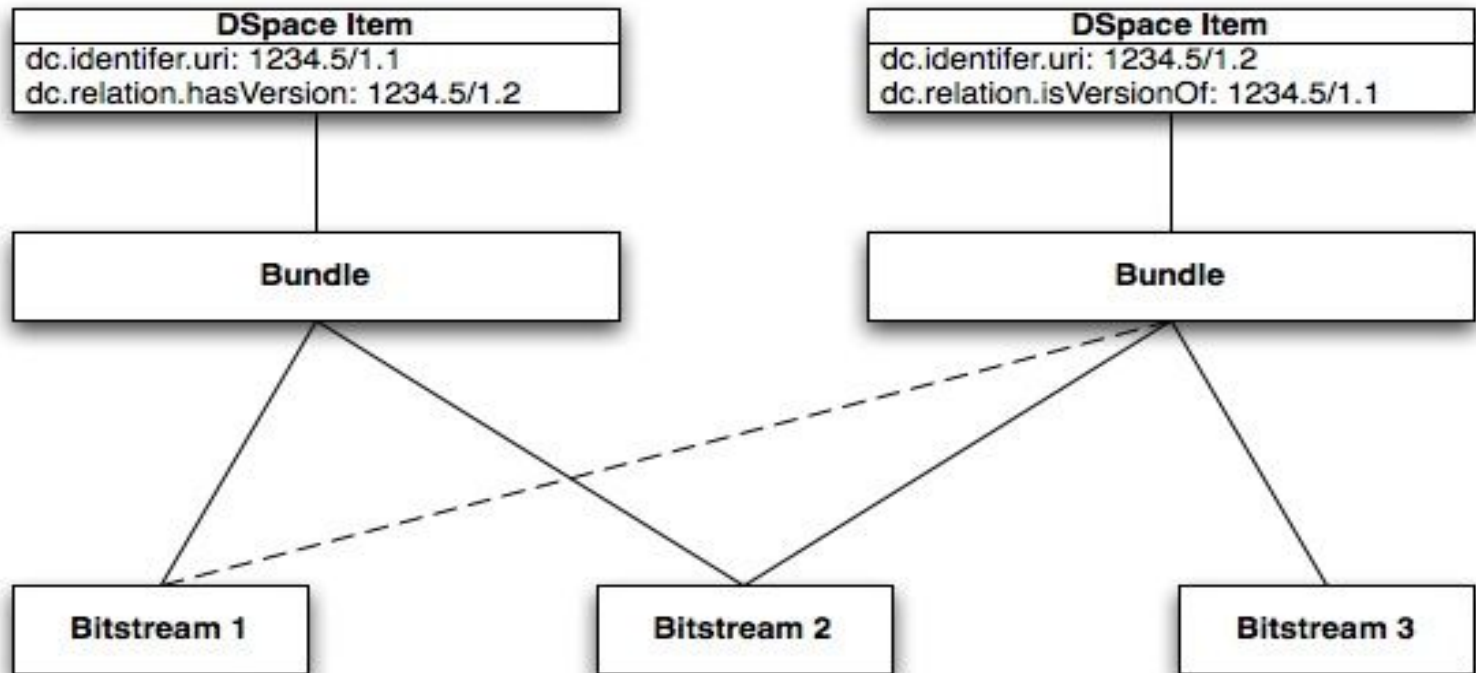 DSpace Item
dc.identifer.uri: 1234.5/1.1
dc.relation.hasVersion: 1234.5/1.2
DSpace Item
dc.identifer.uri: 1234.5/1.2
dc.relation.isVersionOf: 1234.5/1.1
Bundle
Bundle
Bitstream 1
Bitstream 2
Bitstream 3